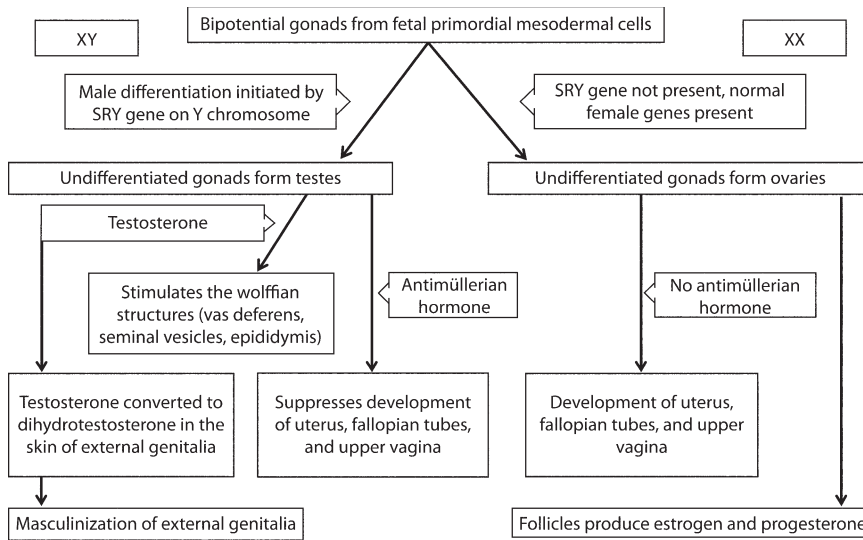 Bipotential gonads from fetal primordial mesodermal cells
XY
XX
Male differentiation initiated by
SRY gene on Y chromosome
SRY gene not present, normal
female genes present
Undifferentiated gonads form testes
Undifferentiated gonads form ovaries
Testosterone
Stimulates the wolffian
structures (vas deferens,
seminal vesicles, epididymis)
Antimüllerian
hormone
No antimüllerian
hormone
Testosterone converted to
dihydrotestosterone in the
skin of external genitalia
Suppresses development
of uterus, fallopian tubes,
and upper vagina
Development of uterus,
fallopian tubes, and upper
vagina
Masculinization of external genitalia
Follicles produce estrogen and progesterone